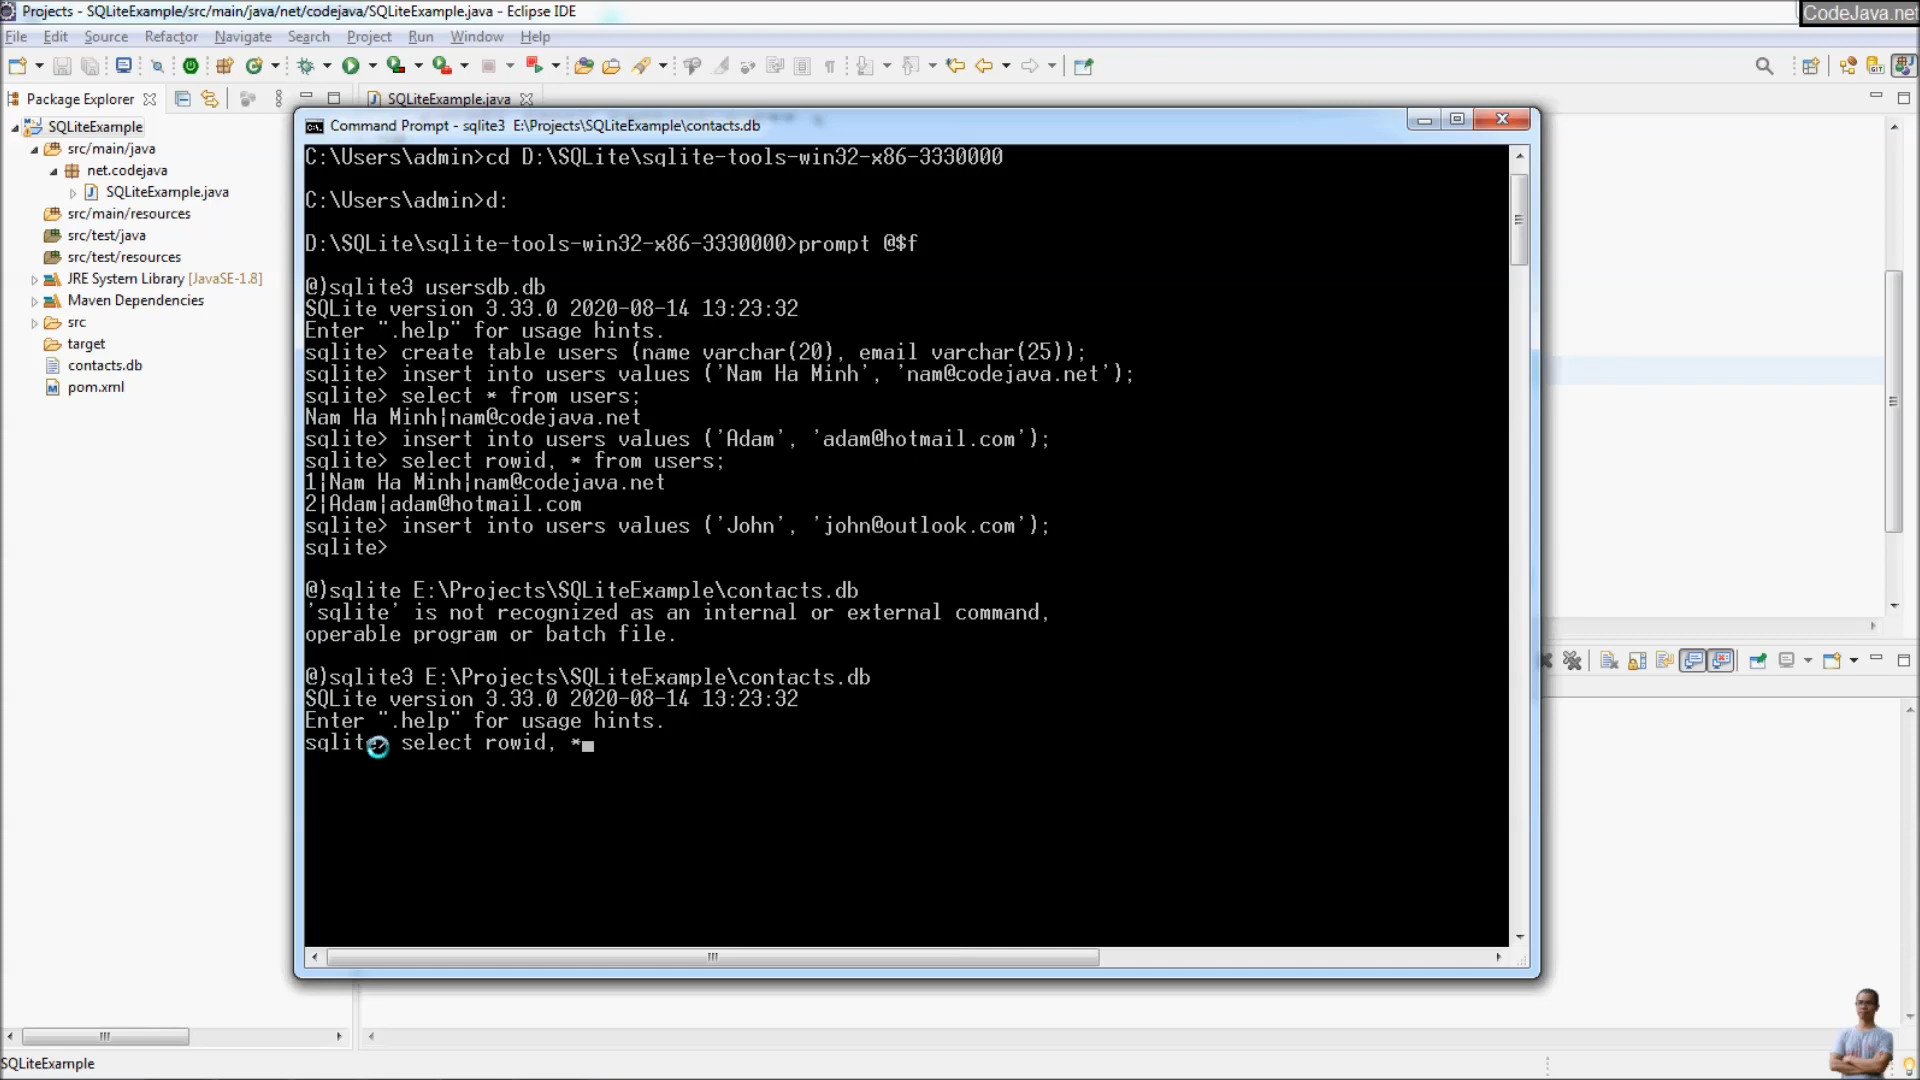 Projects - SQLiteExample/src/main/java/net/codejava/SQLiteExample.java - Eclipse IDE
CodeJava.net
File Edit Source Refactor Navigate Search Project Run Window Help
Package Explorer
SQLiteExample.java
SQLiteExample
src/main/java
net.codejava
SQLiteExample.java
src/main/resources
src/test/java
src/test/resources
JRE System Library [JavaSE-1.8]
Maven Dependencies
src
target
contacts.db
pom.xml
Command Prompt - sqlite3 E:\Projects\SQLiteExample\contacts.db
C:\Users\admin>cd D:\SQLite\sqlite-tools-win32-x86-3330000
C:\Users\admin>d:
D:\SQLite\sqlite-tools-win32-x86-3330000>prompt @$f
@)sqlite3 usersdb.db
SQLite version 3.33.0 2020-08-14 13:23:32
Enter ".help" for usage hints.
sqlite> create table users (name varchar(20), email varchar(25));
sqlite> insert into users values ('Nam Ha Minh', 'nam@codejava.net');
sqlite> select * from users;
Nam Ha Minh|nam@codejava.net
sqlite> insert into users values ('Adam', 'adam@hotmail.com');
sqlite> select rowid, * from users;
1|Nam Ha Minh|nam@codejava.net
2|Adam|adam@hotmail.com
sqlite> insert into users values ('John', 'john@outlook.com');
sqlite>
@)sqlite E:\Projects\SQLiteExample\contacts.db
'sqlite' is not recognized as an internal or external command,
operable program or batch file.
@)sqlite3 E:\Projects\SQLiteExample\contacts.db
SQLite version 3.33.0 2020-08-14 13:23:32
Enter ".help" for usage hints.
sqlite> select rowid, *
SQLiteExample